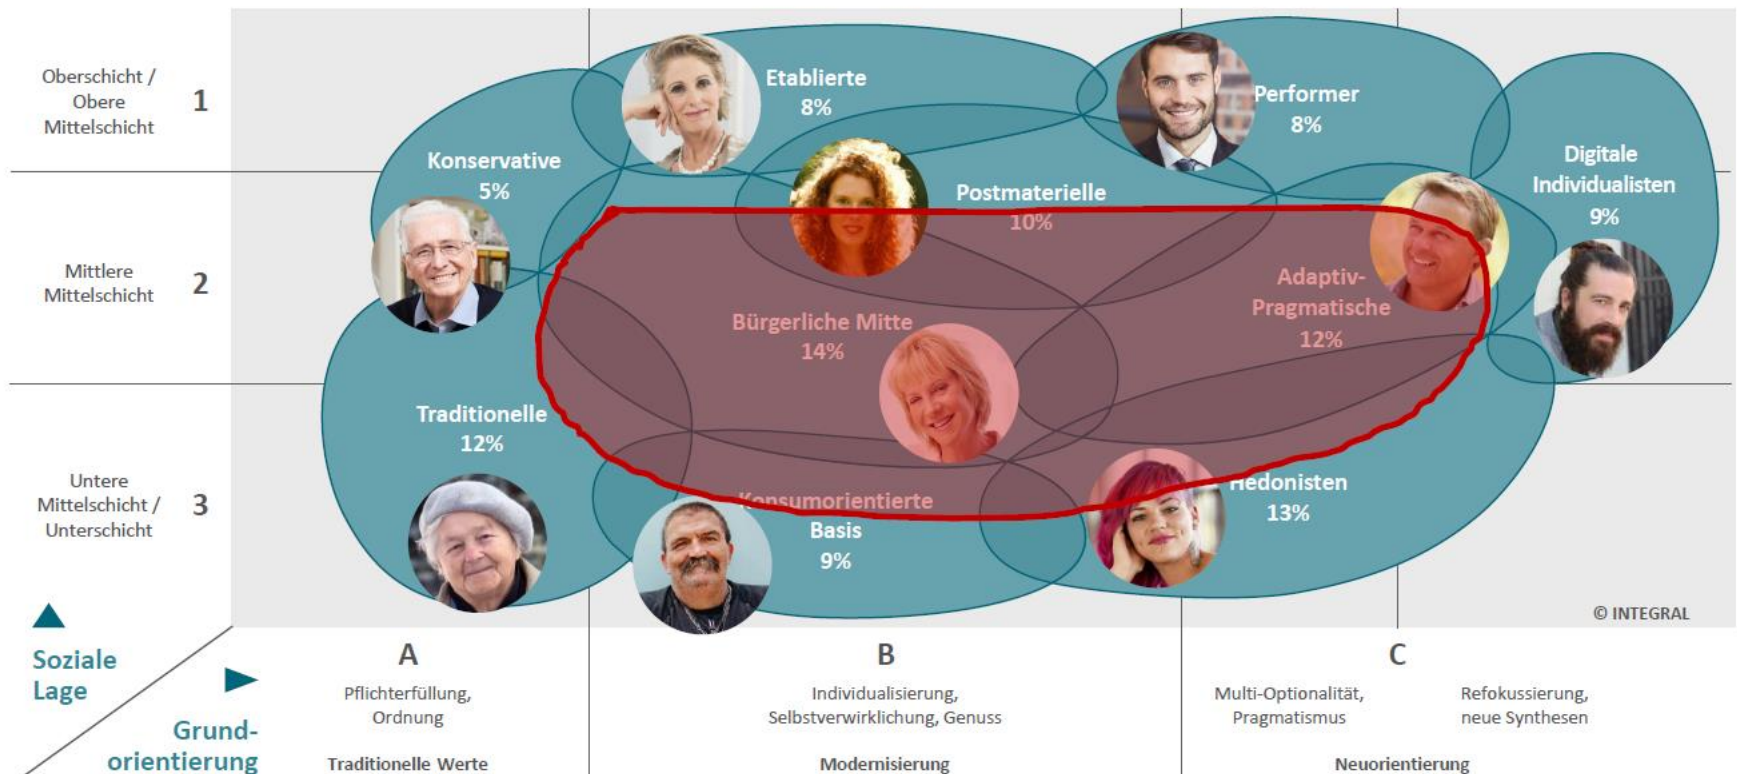 Oberschicht /
Obere
Mittelschicht
1
Etablierte
8%
Performer
8%
Konservative
5%
Postmaterielle
10%
Digitale
Individualisten
9%
Mittlere
Mittelschicht
2
Bürgerliche Mitte
14%
Adaptiv-
Pragmatische
12%
Traditionelle
12%
Untere
Mittelschicht /
Unterschicht
3
Konsumorientierte
Basis
9%
Hedonisten
13%
© INTEGRAL
Soziale
Lage
Grund-
orientierung
A
Pflichterfüllung,
Ordnung
Traditionelle Werte
B
Individualisierung,
Selbstverwirklichung, Genuss
Modernisierung
C
Multi-Optionalität,
Pragmatismus
Refokussierung,
neue Synthesen
Neuorientierung